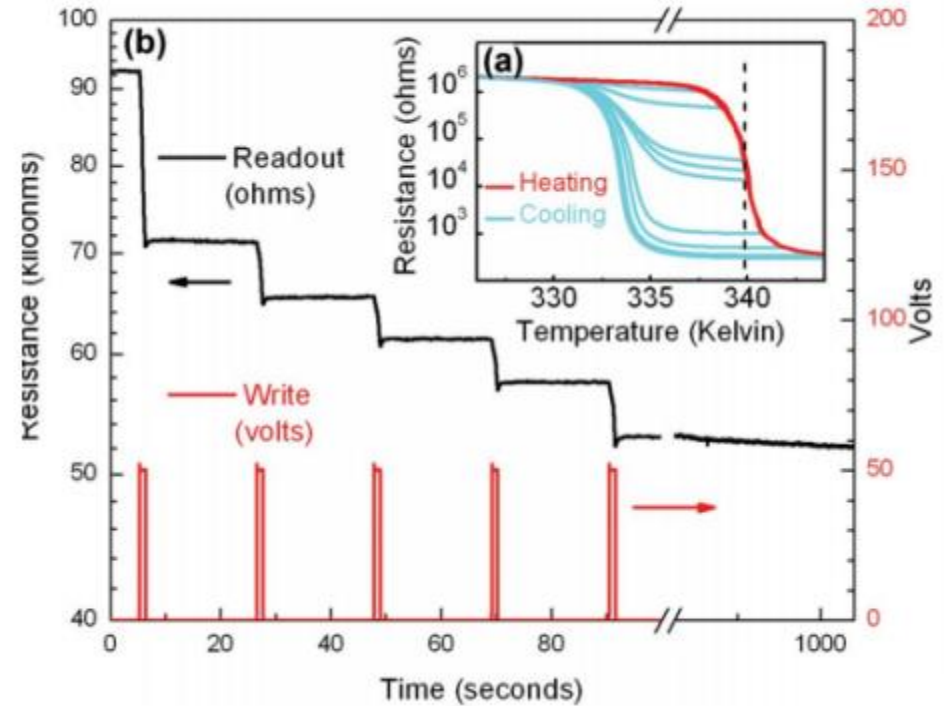 (b)
100
90
80
70
60
50
40
Resistance (kiloohms)
Readout
(ohms)
Write
(volts)
0
20
40
60
80
1000
Time (seconds)
200
150
100
50
0
Volts
(a)
10⁶
10⁵
10⁴
10³
Resistance (ohms)
Heating
Cooling
330
335
340
Temperature (Kelvin)